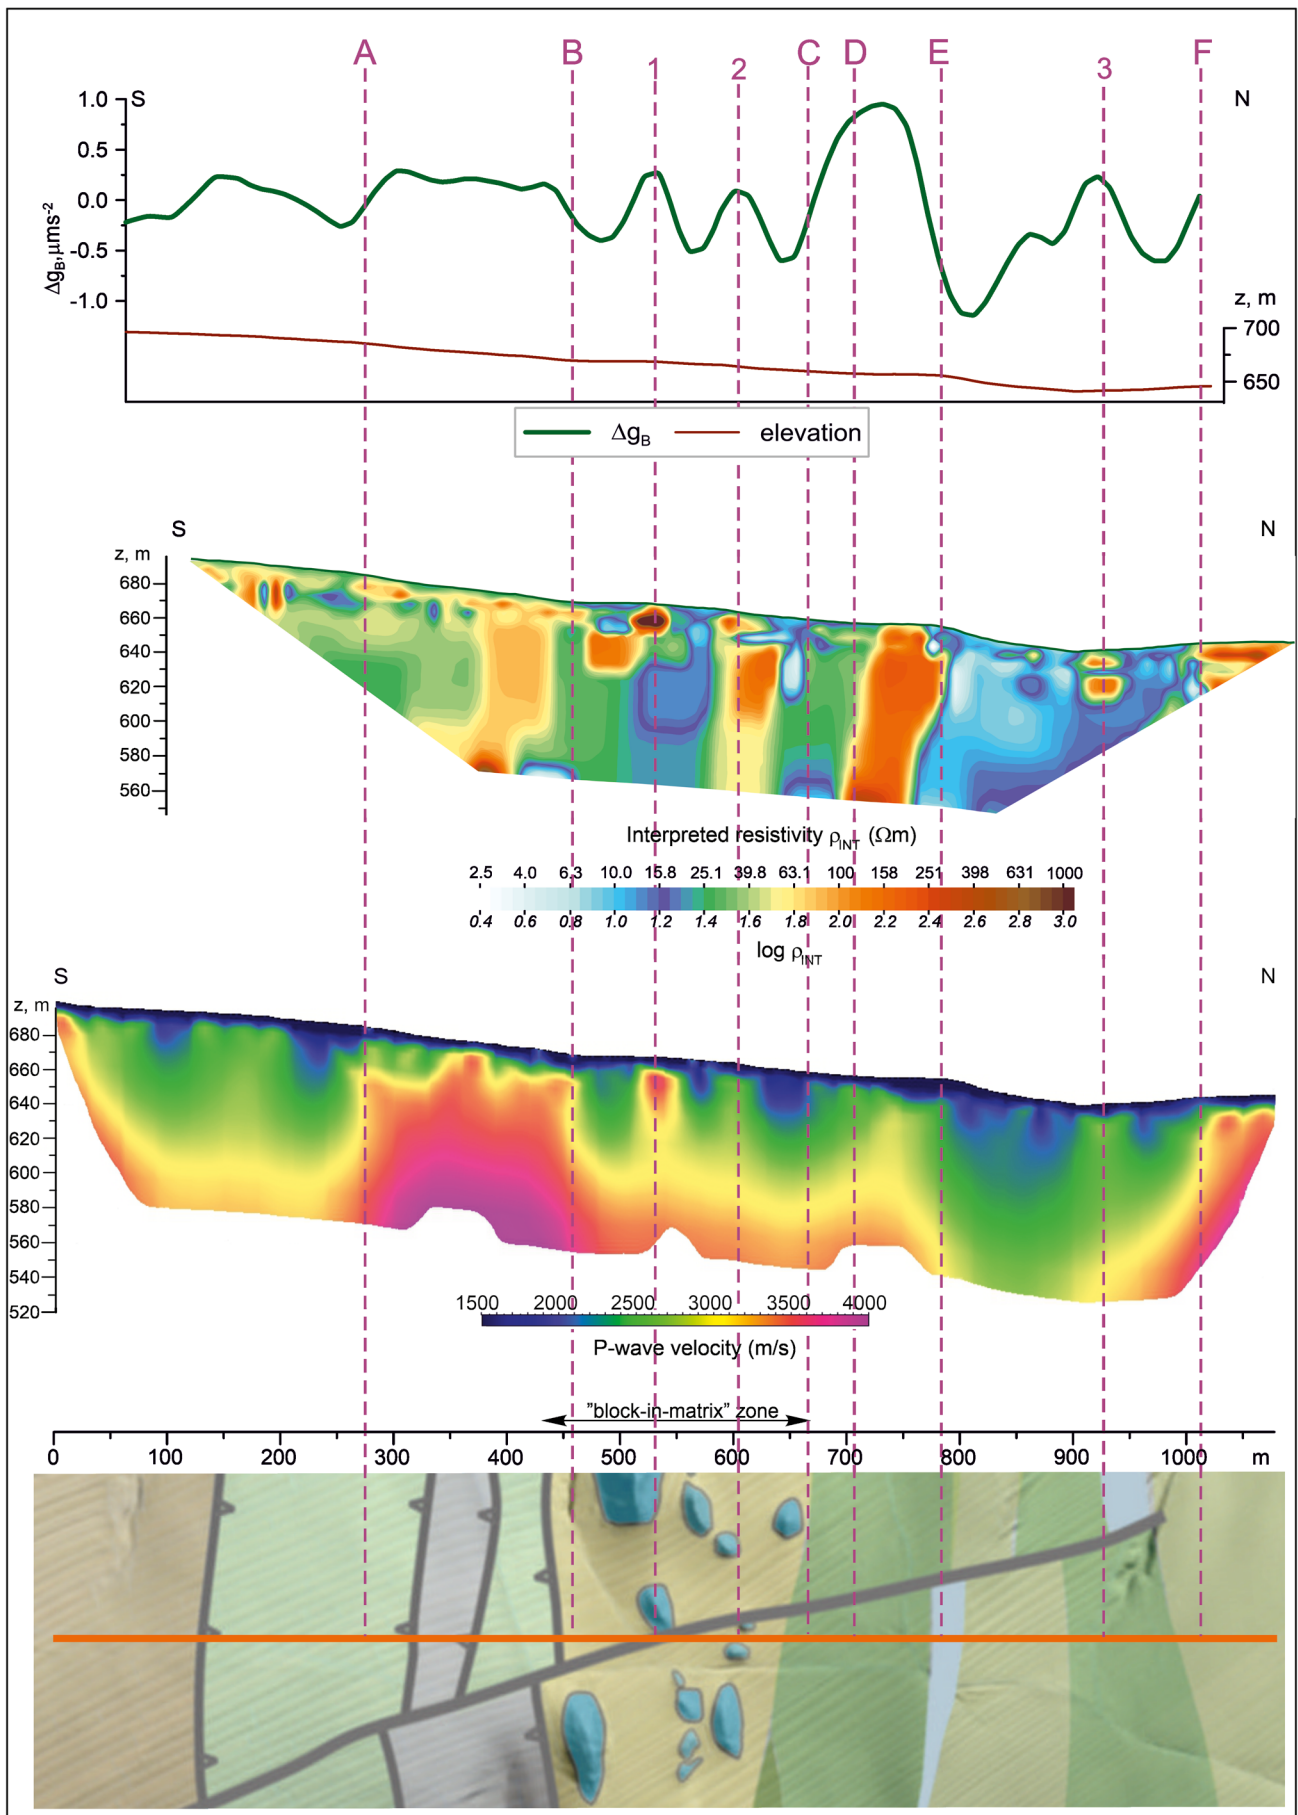 A B 1 2 C D E 3 F
S N
1.0
0.5
0.0
-0.5
-1.0
ΔgB,μms-2
z, m
700
650
ΔgB elevation
S N
z, m
680
660
640
620
600
580
560
Interpreted resistivity ρINT (Ωm)
2.5 4.0 6.3 10.0 15.8 25.1 39.8 63.1 100 158 251 398 631 1000
0.4 0.6 0.8 1.0 1.2 1.4 1.6 1.8 2.0 2.2 2.4 2.6 2.8 3.0
log ρINT
S N
z, m
680
660
640
620
600
580
560
540
520
1500 2000 2500 3000 3500 4000
P-wave velocity (m/s)
"block-in-matrix" zone
0 100 200 300 400 500 600 700 800 900 1000 m